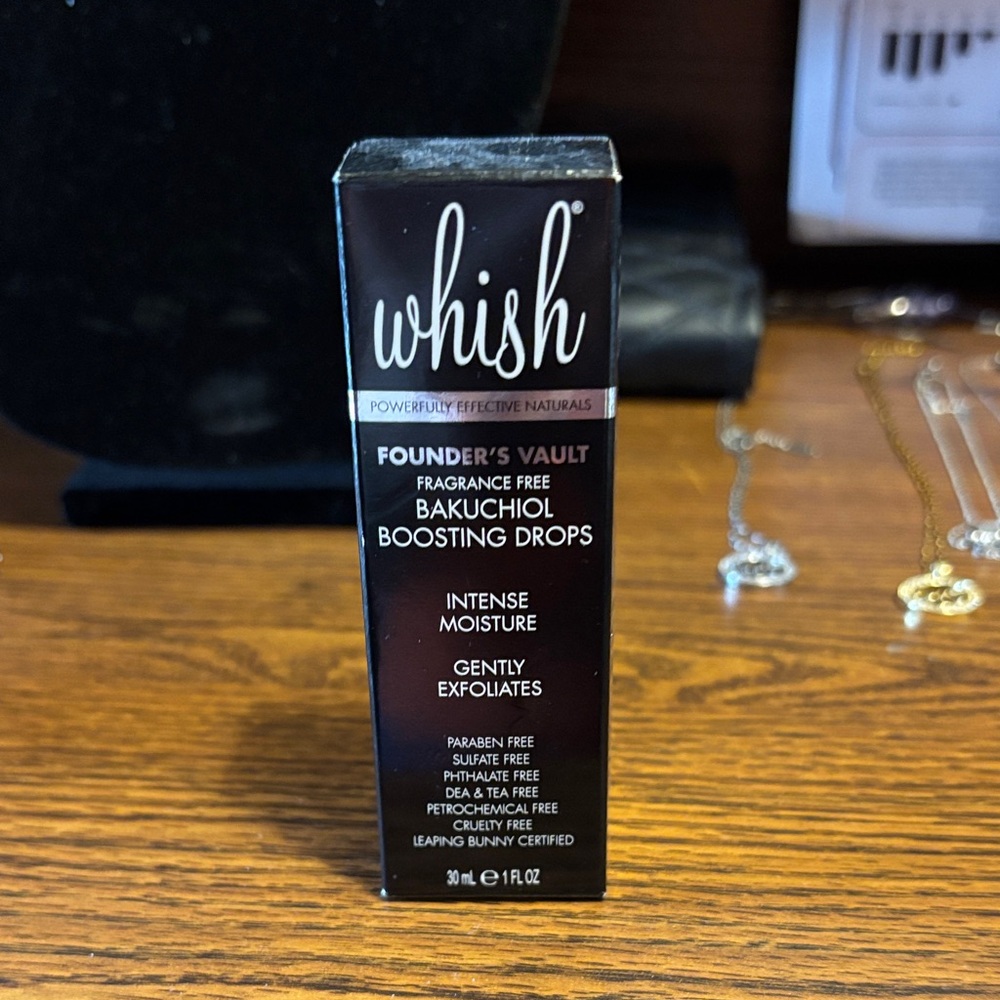 whish®
POWERFULLY EFFECTIVE NATURALS
FOUNDER'S VAULT
FRAGRANCE FREE
BAKUCHIOL
BOOSTING DROPS
INTENSE
MOISTURE
GENTLY
EXFOLIATES
PARABEN FREE
SULFATE FREE
PHTHALATE FREE
DEA & TEA FREE
PETROCHEMICAL FREE
CRUELTY FREE
LEAPING BUNNY CERTIFIED
30 mL ℮ 1 FL OZ